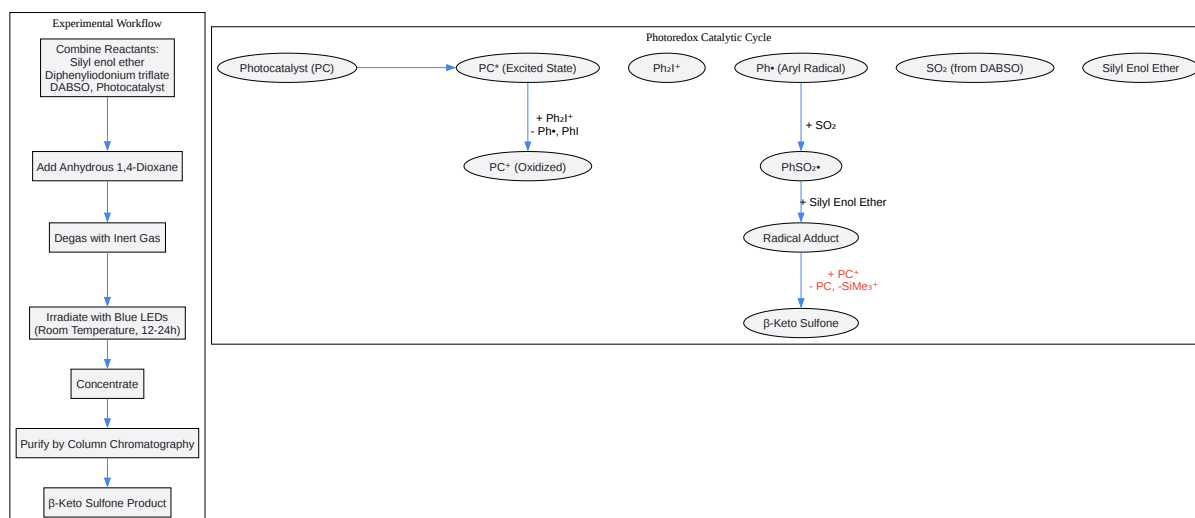 Experimental Workflow
Combine Reactants:
Silyl enol ether
Diphenyliodonium triflate
DABSO, Photocatalyst
Add Anhydrous 1,4-Dioxane
Degas with Inert Gas
Irradiate with Blue LEDs
(Room Temperature, 12-24h)
Concentrate
Purify by Column Chromatography
β-Keto Sulfone Product
Photoredox Catalytic Cycle
Photocatalyst (PC)
PC* (Excited State)
Ph₂I⁺
Ph• (Aryl Radical)
SO₂ (from DABSO)
Silyl Enol Ether
+ Ph₂I⁺
- Ph•, PhI
+ SO₂
PC⁺ (Oxidized)
PhSO₂•
+ Silyl Enol Ether
Radical Adduct
+ PC⁺
- PC, -SiMe₃⁺
β-Keto Sulfone